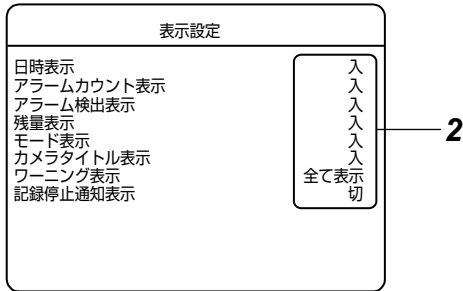 表示設定
日時表示 入
アラームカウント表示 入
アラーム検出表示 入
残量表示 入
モード表示 入
カメラタイトル表示 入
ワーニング表示 全て表示
記録停止通知表示 切
2